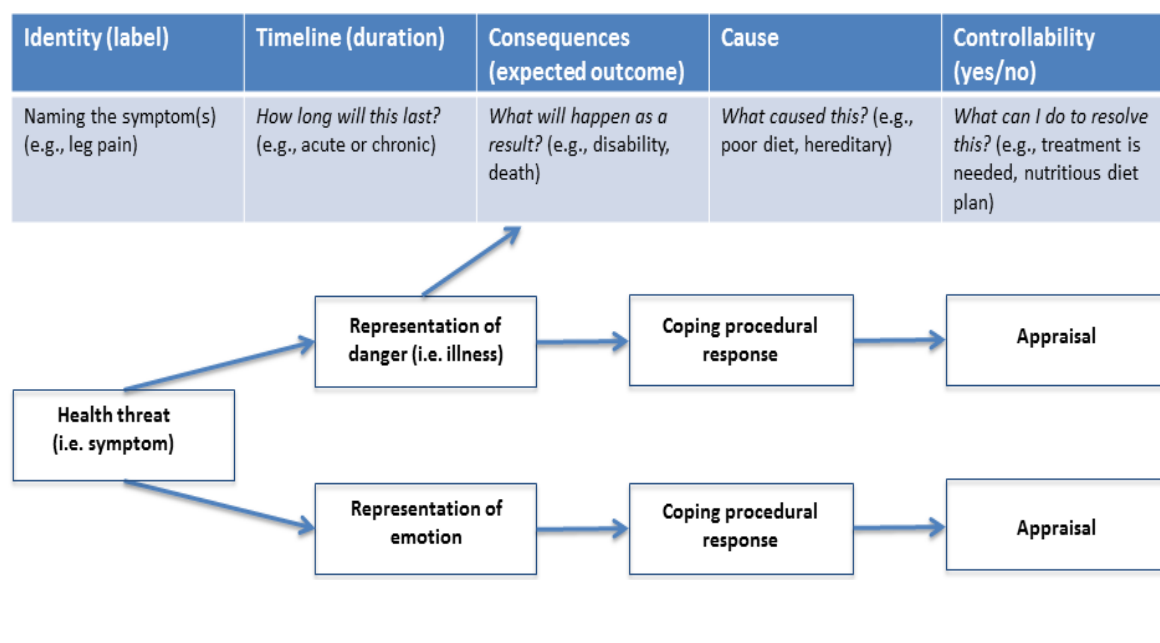 Identity (label)
Timeline (duration)
Consequences
(expected outcome)
Cause
Controllability
(yes/no)
Naming the symptom(s)
(e.g., leg pain)
How long will this last?
(e.g., acute or chronic)
What will happen as a
result? (e.g., disability,
death)
What caused this? (e.g.,
poor diet, hereditary)
What can I do to resolve
this? (e.g., treatment is
needed, nutritious diet
plan)
Representation of
danger (i.e. illness)
Coping procedural
response
Appraisal
Health threat
(i.e. symptom)
Representation of
emotion
Coping procedural
response
Appraisal